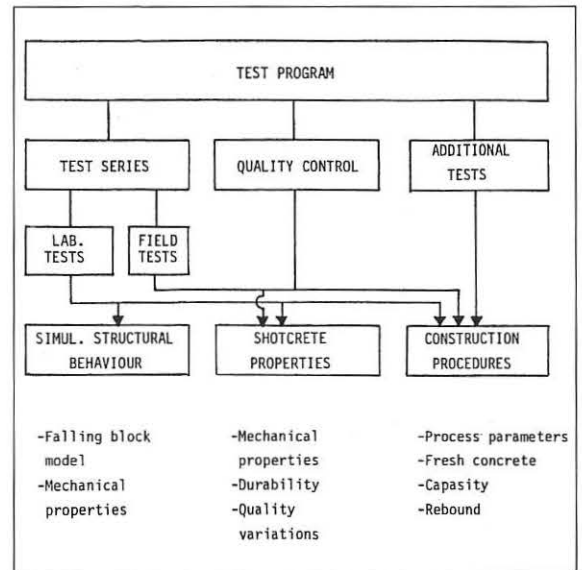 TEST PROGRAM
TEST SERIES
QUALITY CONTROL
ADDITIONAL
TESTS
LAB.
TESTS
FIELD
TESTS
SIMUL. STRUCTURAL
BEHAVIOUR
SHOTCRETE
PROPERTIES
CONSTRUCTION
PROCEDURES
-Falling block
model
-Mechanical
properties
-Mechanical
properties
-Durability
-Quality
variations
-Process parameters
-Fresh concrete
-Capasity
-Rebound